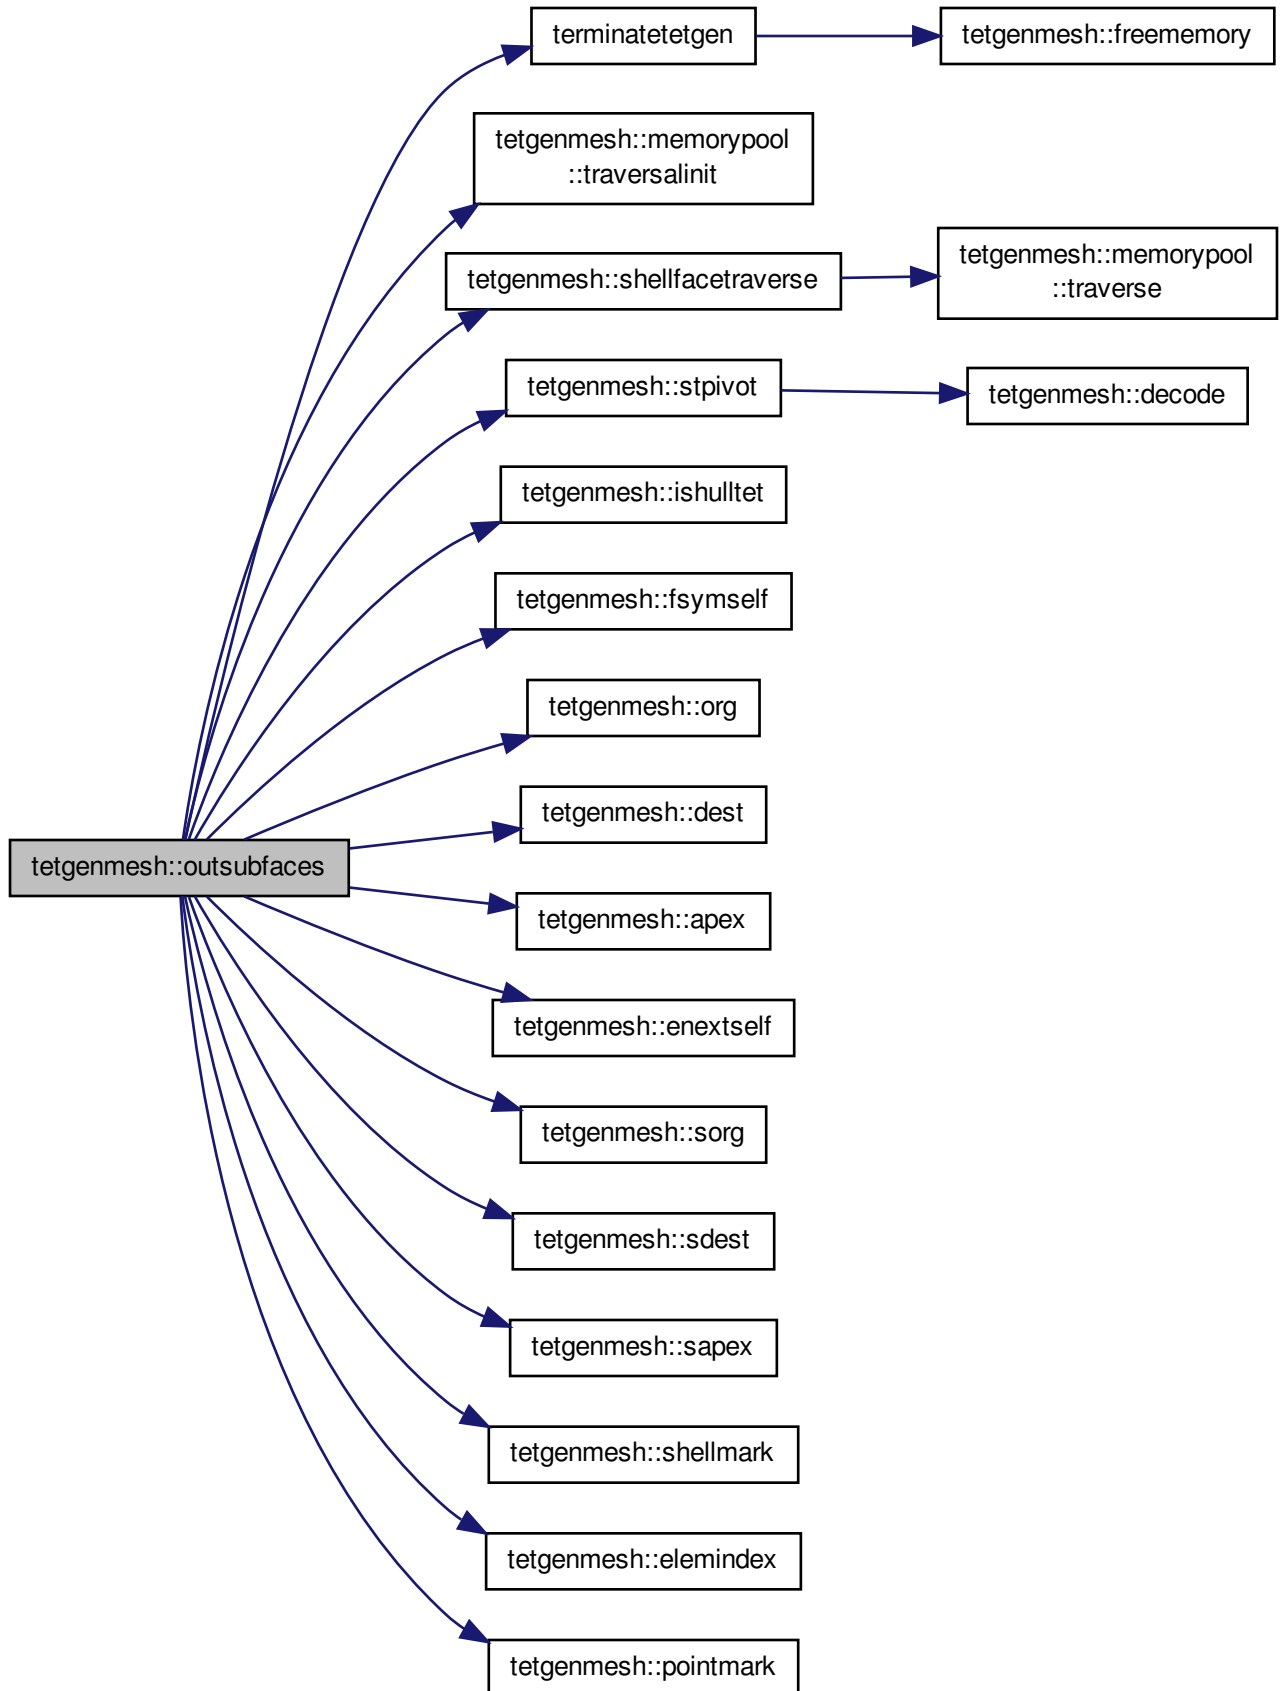 terminatetetgen
tetgenmesh::freememory
tetgenmesh::memorypool
::traversalinit
tetgenmesh::shellfacetraverse
tetgenmesh::memorypool
::traverse
tetgenmesh::stpivot
tetgenmesh::decode
tetgenmesh::ishulltet
tetgenmesh::fsymself
tetgenmesh::org
tetgenmesh::dest
tetgenmesh::outsubfaces
tetgenmesh::apex
tetgenmesh::enextself
tetgenmesh::sorg
tetgenmesh::sdest
tetgenmesh::sapex
tetgenmesh::shellmark
tetgenmesh::elemindex
tetgenmesh::pointmark